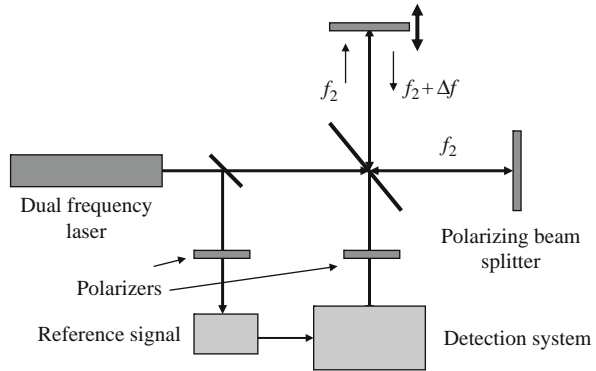 f₂
f₂ + Δf
f₂
Dual frequency
laser
Polarizing beam
splitter
Polarizers
Reference signal
Detection system